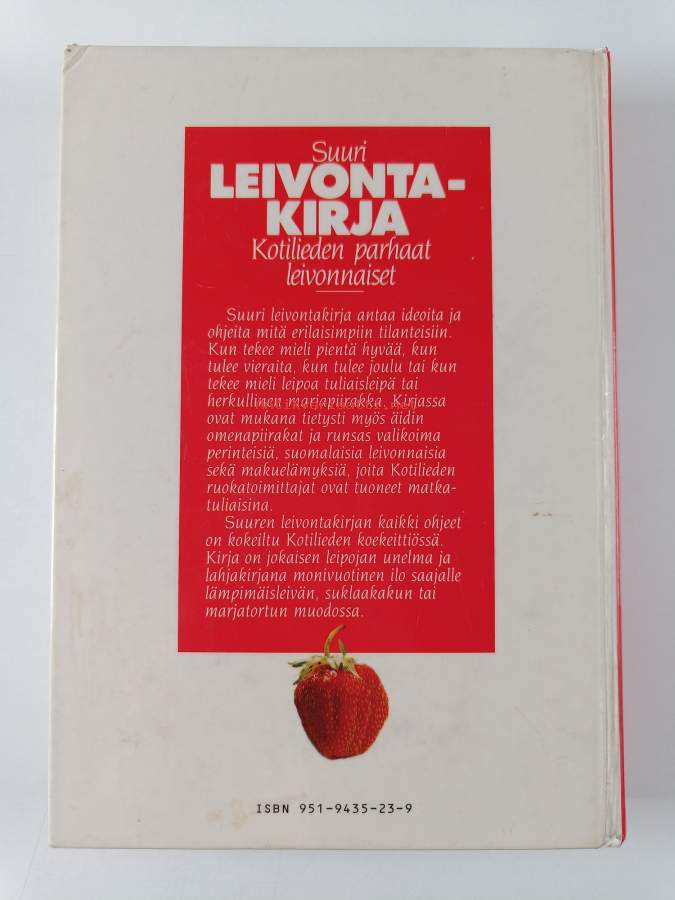 Suuri
LEIVONTA-
KIRJA
Kotilieden parhaat
leivonnaiset
Suuri leivontakirja antaa ideoita ja
ohjeita mitä erilaisimpiin tilanteisiin.
Kun tekee mieli pientä hyvää, kun
tulee vieraita, kun tulee joulu tai kun
tekee mieli leipoa tuliaisleipä tai
herkullinen marjapiirakka. Kirjassa
ovat mukana tietysti myös äidin
omenapiirakat ja runsas valikoima
perinteisiä, suomalaisia leivonnaisia
sekä makuelämyksiä, joita Kotilieden
ruokatoimittajat ovat tuoneet matka-
tuliaisina.
Suuren leivontakirjan kaikki ohjeet
on kokeiltu Kotilieden koekeittiössä.
Kirja on jokaisen leipojan unelma ja
lahjakirjana monivuotinen ilo saajalle
lämpimäisleivän, suklaakakun tai
marjatortun muodossa.
ISBN 951-9435-23-9